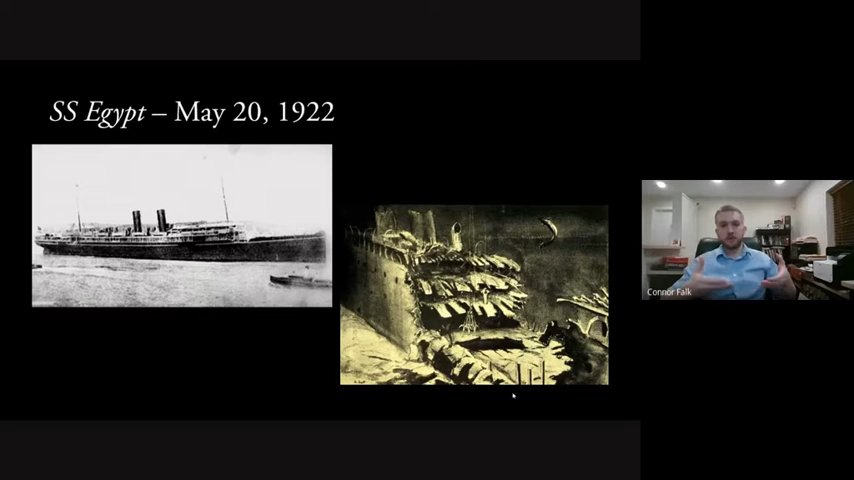 SS Egypt – May 20, 1922
Connor Falk